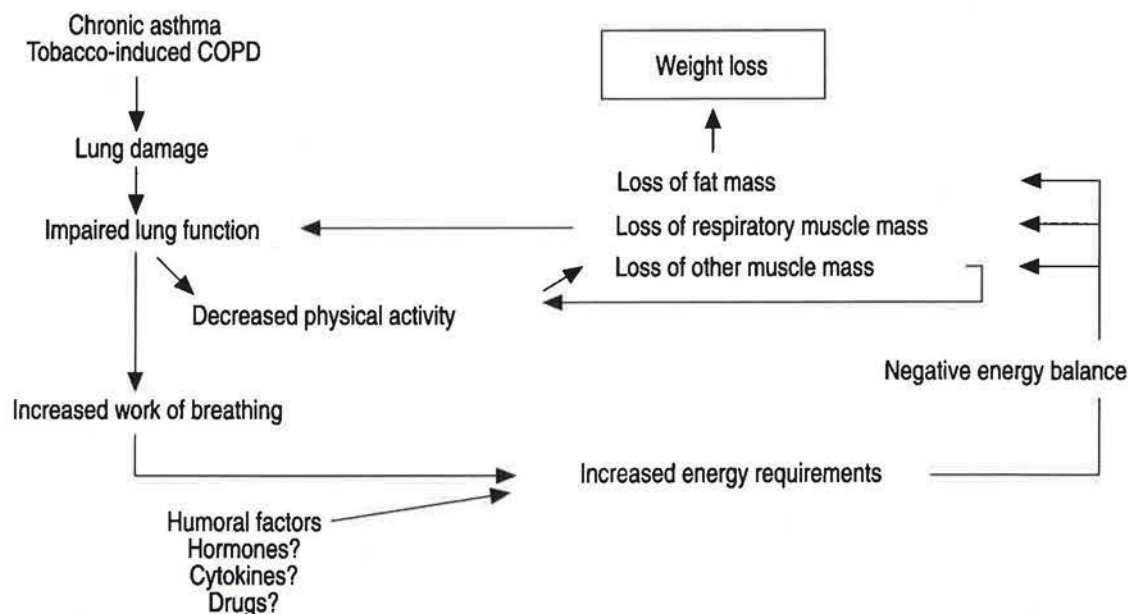 Chronic asthma
Tobacco-induced COPD
Weight loss
Lung damage
Loss of fat mass
Impaired lung function
Loss of respiratory muscle mass
Loss of other muscle mass
Decreased physical activity
Negative energy balance
Increased work of breathing
Increased energy requirements
Humoral factors
Hormones?
Cytokines?
Drugs?